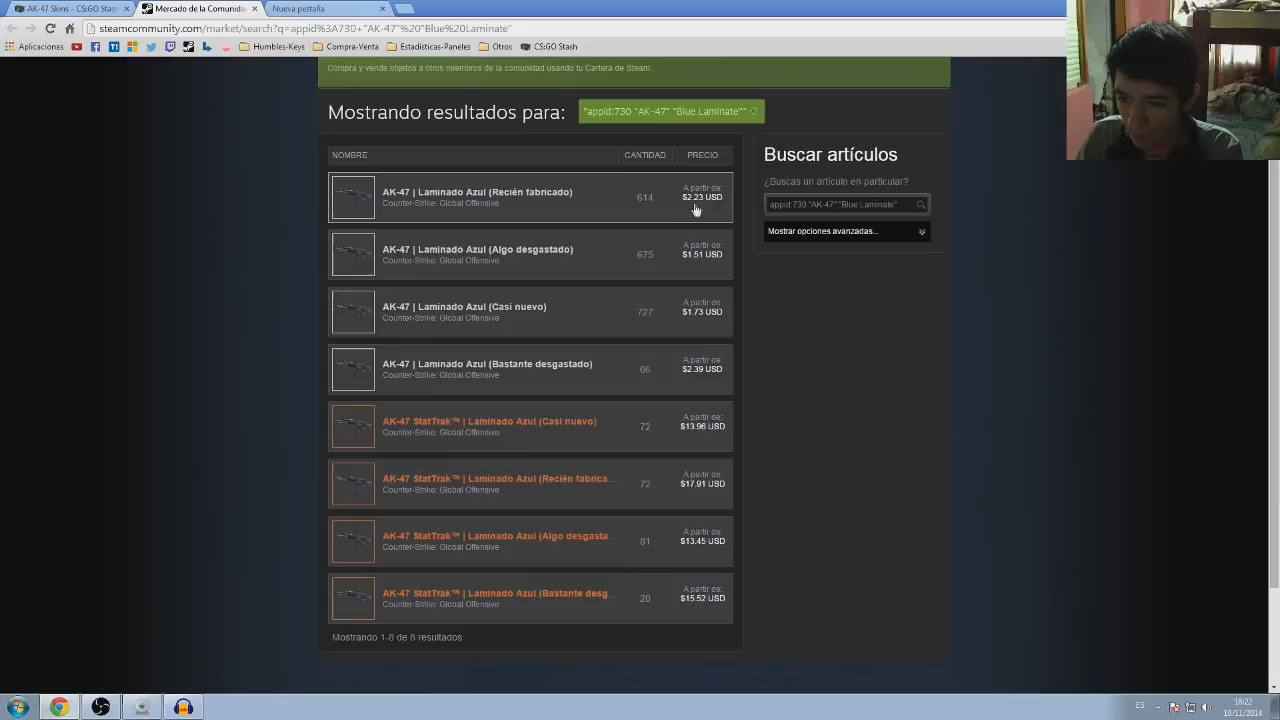 AK-47 Skins - CS:GO Stash
Mercado de la Comunida
Nueva pestaña
steamcommunity.com/market/search?q=appid%3A730+"AK-47" "Blue%20Laminate"
Aplicaciones
Humbles-Keys
Compra-Venta
Estadísticas-Paneles
Otros
CS:GO Stash
Compra y vende objetos a otros miembros de la comunidad usando tu Cartera de Steam.
Mostrando resultados para:
"appid:730 "AK-47" "Blue Laminate""
NOMBRE CANTIDAD PRECIO
AK-47 | Laminado Azul (Recién fabricado)
Counter-Strike: Global Offensive
614
A partir de:
$2.23 USD
AK-47 | Laminado Azul (Algo desgastado)
Counter-Strike: Global Offensive
675
A partir de:
$1.51 USD
AK-47 | Laminado Azul (Casi nuevo)
Counter-Strike: Global Offensive
727
A partir de:
$1.73 USD
AK-47 | Laminado Azul (Bastante desgastado)
Counter-Strike: Global Offensive
66
A partir de:
$2.39 USD
AK-47 StatTrak™ | Laminado Azul (Casi nuevo)
Counter-Strike: Global Offensive
72
A partir de:
$13.96 USD
AK-47 StatTrak™ | Laminado Azul (Recién fabrica...
Counter-Strike: Global Offensive
72
A partir de:
$17.91 USD
AK-47 StatTrak™ | Laminado Azul (Algo desgasta...
Counter-Strike: Global Offensive
81
A partir de:
$13.45 USD
AK-47 StatTrak™ | Laminado Azul (Bastante desg...
Counter-Strike: Global Offensive
20
A partir de:
$15.52 USD
Mostrando 1-8 de 8 resultados
Buscar artículos
¿Buscas un artículo en particular?
appid:730 "AK-47" "Blue Laminate"
Mostrar opciones avanzadas...
ES
18:22
10/11/2014